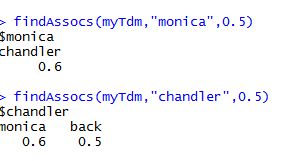 > findAssocs(myTdm,"monica",0.5)
$monica
chandler
     0.6

> findAssocs(myTdm,"chandler",0.5)
$chandler
monica   back
   0.6    0.5